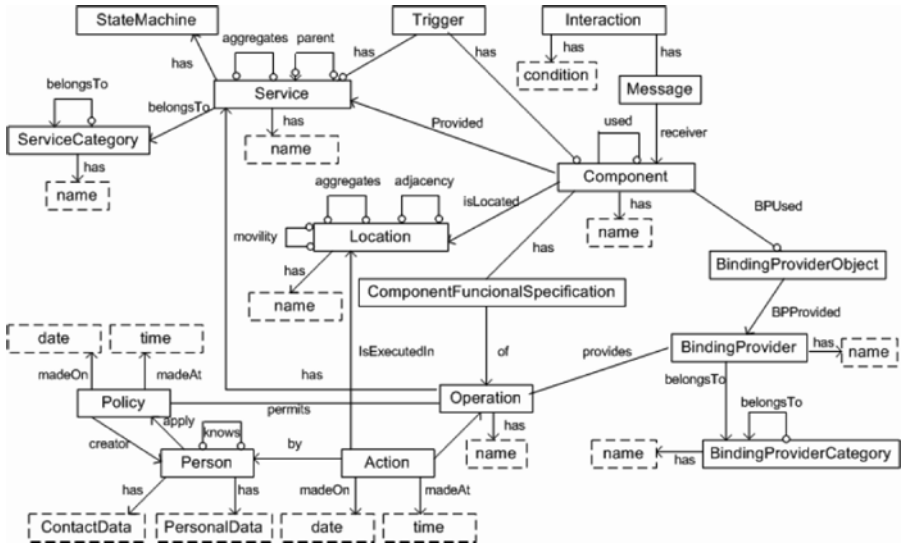 StateMachine
Trigger
Interaction
aggregates
parent
has
has
has
has
has
condition
Message
belongsTo
Service
belongsTo
Provided
used
receiver
ServiceCategory
has
name
has
name
aggregates
adjacency
isLocated
Component
BPUsed
has
name
movility
Location
has
BindingProviderObject
has
name
ComponentFuncionalSpecification
BPProvided
date
time
IsExecutedIn
of
provides
BindingProvider
has
name
madeOn
madeAt
has
belongsTo
Policy
permits
Operation
belongsTo
apply
creator
knows
has
name
name
has
BindingProviderCategory
Person
by
Action
has
has
madeOn
madeAt
ContactData
PersonalData
date
time